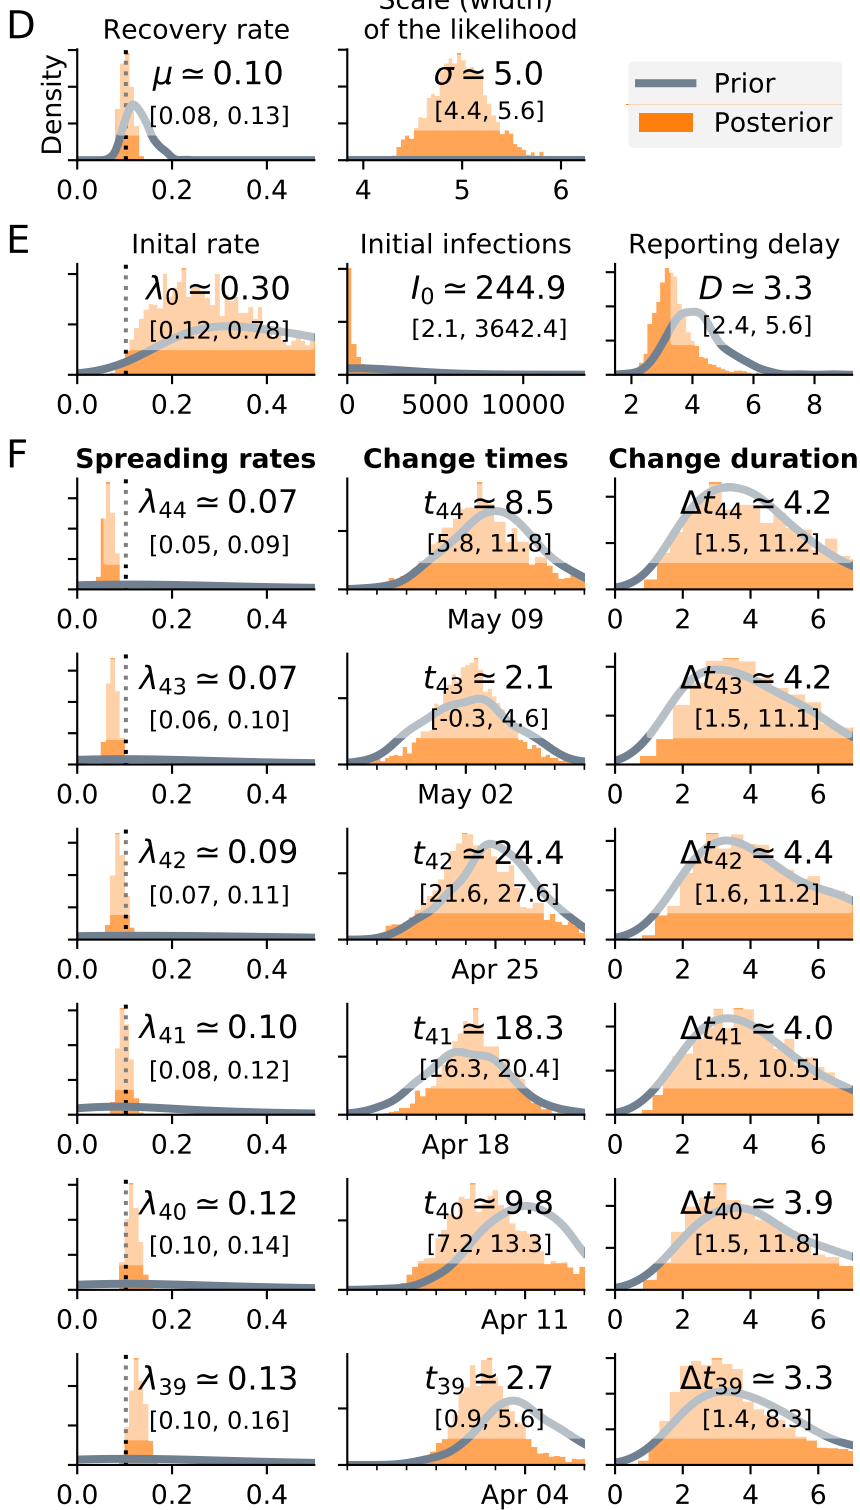 D
Recovery rate
Scale (width)
of the likelihood
Density
μ ≃ 0.10
[0.08, 0.13]
σ ≃ 5.0
[4.4, 5.6]
Prior
Posterior
0.0 0.2 0.4
4 5 6
E
Inital rate
Initial infections
Reporting delay
λ0 ≃ 0.30
[0.12, 0.78]
I0 ≃ 244.9
[2.1, 3642.4]
D ≃ 3.3
[2.4, 5.6]
0.0 0.2 0.4
0 5000 10000
2 4 6 8
F
Spreading rates
Change times
Change duration
λ44 ≃ 0.07
[0.05, 0.09]
t44 ≃ 8.5
[5.8, 11.8]
Δt44 ≃ 4.2
[1.5, 11.2]
0.0 0.2 0.4
May 09
0 2 4 6
λ43 ≃ 0.07
[0.06, 0.10]
t43 ≃ 2.1
[-0.3, 4.6]
Δt43 ≃ 4.2
[1.5, 11.1]
0.0 0.2 0.4
May 02
0 2 4 6
λ42 ≃ 0.09
[0.07, 0.11]
t42 ≃ 24.4
[21.6, 27.6]
Δt42 ≃ 4.4
[1.6, 11.2]
0.0 0.2 0.4
Apr 25
0 2 4 6
λ41 ≃ 0.10
[0.08, 0.12]
t41 ≃ 18.3
[16.3, 20.4]
Δt41 ≃ 4.0
[1.5, 10.5]
0.0 0.2 0.4
Apr 18
0 2 4 6
λ40 ≃ 0.12
[0.10, 0.14]
t40 ≃ 9.8
[7.2, 13.3]
Δt40 ≃ 3.9
[1.5, 11.8]
0.0 0.2 0.4
Apr 11
0 2 4 6
λ39 ≃ 0.13
[0.10, 0.16]
t39 ≃ 2.7
[0.9, 5.6]
Δt39 ≃ 3.3
[1.4, 8.3]
0.0 0.2 0.4
Apr 04
0 2 4 6